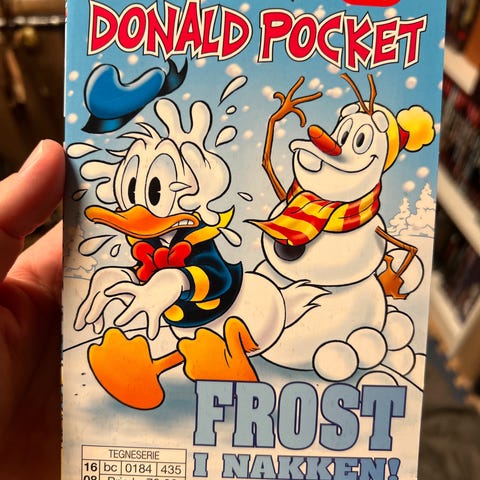 DONALD POCKET
FROST
I NAKKEN!
TEGNESERIE
16 bc 0184 435